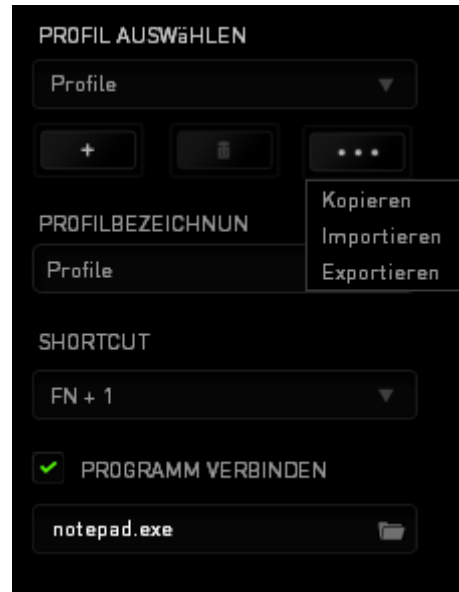 PROFIL AUSWäHLEN
Profile
+
Kopieren
Importieren
Exportieren
PROFILBEZEICHNUN
Profile
SHORTCUT
FN + 1
PROGRAMM VERBINDEN
notepad.exe